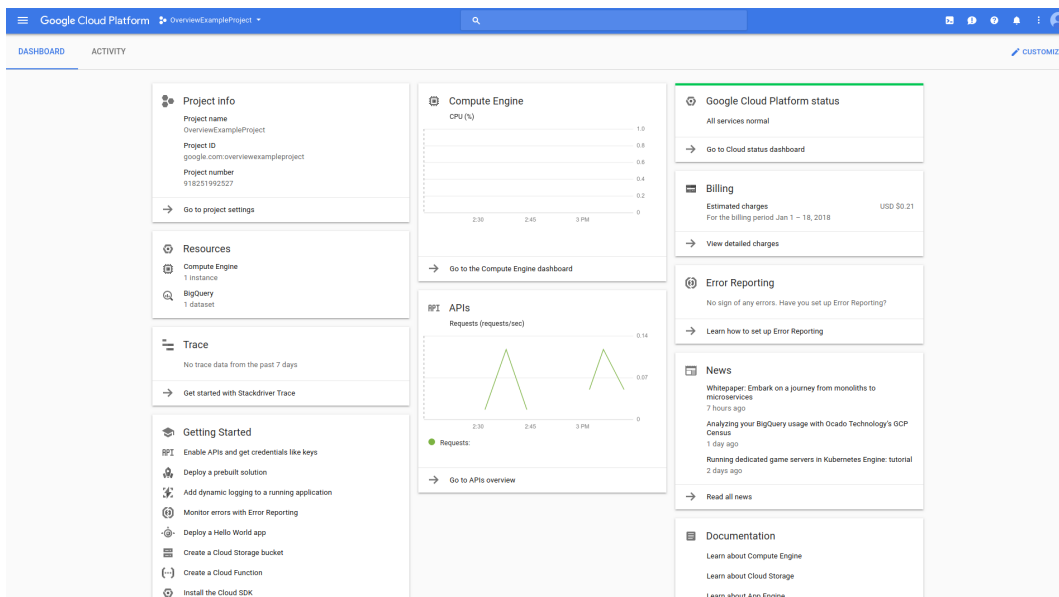 Google Cloud Platform OverviewExampleProject
DASHBOARD ACTIVITY CUSTOMIZ
Project info
Project name
OverviewExampleProject
Project ID
google.com:overviewexampleproject
Project number
918251992527
Go to project settings
Resources
Compute Engine
1 instance
BigQuery
1 dataset
Trace
No trace data from the past 7 days
Get started with Stackdriver Trace
Getting Started
API Enable APIs and get credentials like keys
Deploy a prebuilt solution
Add dynamic logging to a running application
Monitor errors with Error Reporting
Deploy a Hello World app
Create a Cloud Storage bucket
Create a Cloud Function
Install the Cloud SDK
Compute Engine
CPU (%)
1.0
0.8
0.6
0.4
0.2
0
2:30 2:45 3 PM
Go to the Compute Engine dashboard
API APIs
Requests (requests/sec)
0.14
0.07
0
2:30 2:45 3 PM
Requests:
Go to APIs overview
Google Cloud Platform status
All services normal
Go to Cloud status dashboard
Billing
Estimated charges USD $0.21
For the billing period Jan 1 – 18, 2018
View detailed charges
Error Reporting
No sign of any errors. Have you set up Error Reporting?
Learn how to set up Error Reporting
News
Whitepaper: Embark on a journey from monoliths to
microservices
7 hours ago
Analyzing your BigQuery usage with Ocado Technology's GCP
Census
1 day ago
Running dedicated game servers in Kubernetes Engine: tutorial
2 days ago
Read all news
Documentation
Learn about Compute Engine
Learn about Cloud Storage
Learn about App Engine